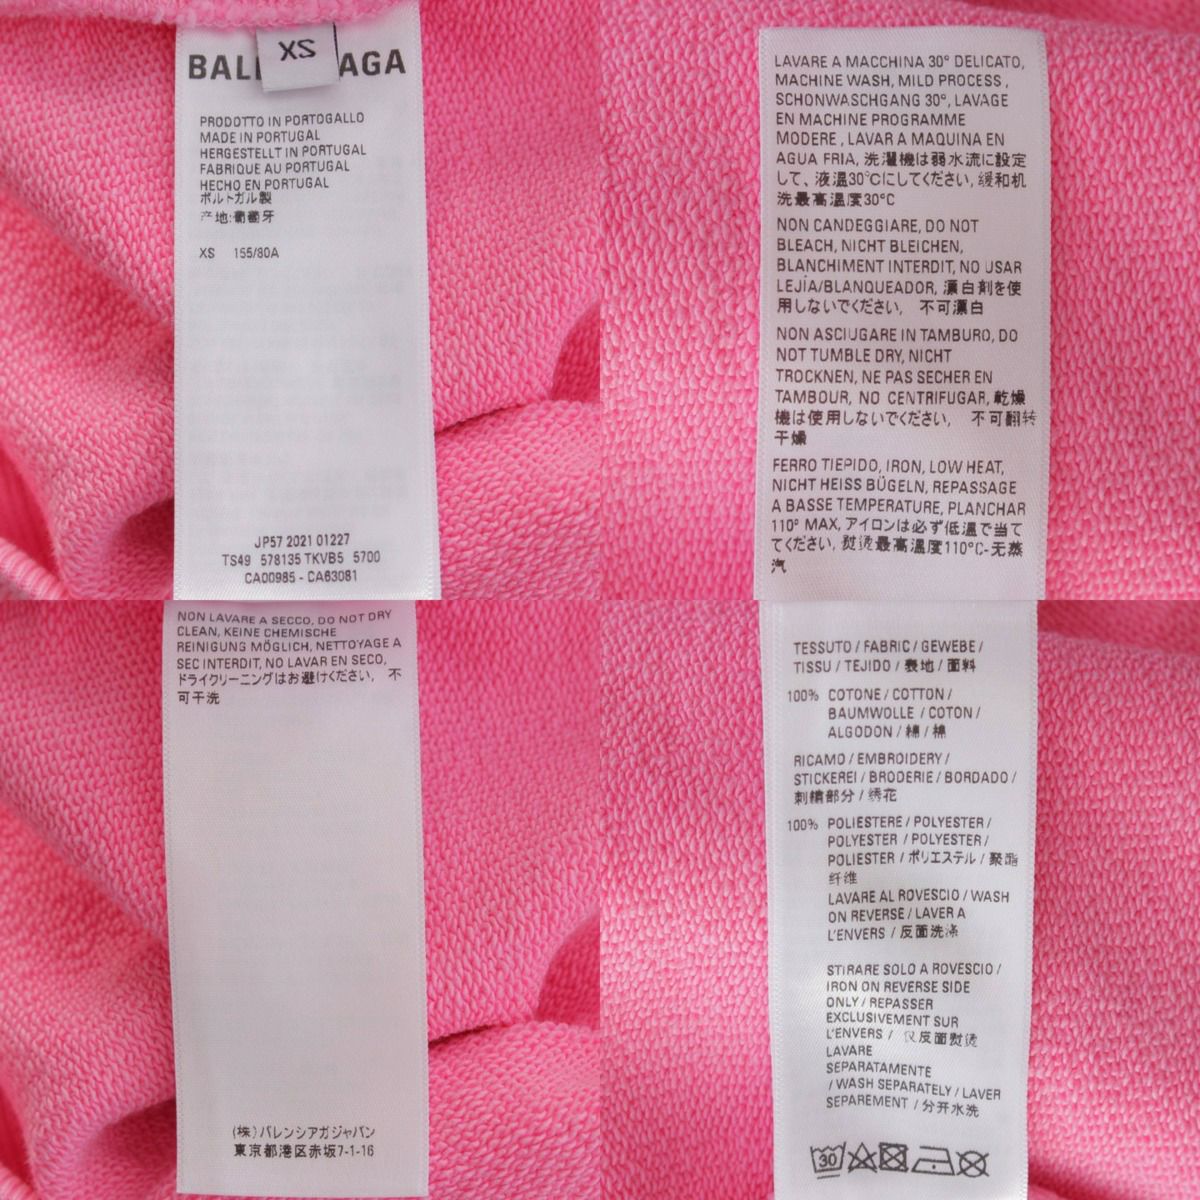 XS
BAL AGA
PRODOTTO IN PORTOGALLO
MADE IN PORTUGAL
HERGESTELLT IN PORTUGAL
FABRIQUE AU PORTUGAL
HECHO EN PORTUGAL
ポルトガル製
产地:葡萄牙
XS 155/80A
JP57 2021 01227
TS49 578135 TKVB5 5700
CA00985 - CA63081
LAVARE A MACCHINA 30° DELICATO,
MACHINE WASH, MILD PROCESS ,
SCHONWASCHGANG 30°, LAVAGE
EN MACHINE PROGRAMME
MODERE , LAVAR A MAQUINA EN
AGUA FRIA, 洗濯機は弱水流に設定
して、液温30℃にしてください, 缓和机
洗最高温度30°C
NON CANDEGGIARE, DO NOT
BLEACH, NICHT BLEICHEN,
BLANCHIMENT INTERDIT, NO USAR
LEJÍA/BLANQUEADOR, 漂白剤を使
用しないでください, 不可漂白
NON ASCIUGARE IN TAMBURO, DO
NOT TUMBLE DRY, NICHT
TROCKNEN, NE PAS SECHER EN
TAMBOUR, NO CENTRIFUGAR, 乾燥
機は使用しないでください, 不可翻转
干燥
FERRO TIEPIDO, IRON, LOW HEAT,
NICHT HEISS BÜGELN, REPASSAGE
A BASSE TEMPERATURE, PLANCHAR
110° MAX, アイロンは必ず低温で当て
てください, 熨烫最高温度110°C-无蒸
汽
NON LAVARE A SECCO, DO NOT DRY
CLEAN, KEINE CHEMISCHE
REINIGUNG MÖGLICH, NETTOYAGE A
SEC INTERDIT, NO LAVAR EN SECO,
ドライクリーニングはお避けください, 不
可干洗
(株)バレンシアガジャパン
東京都港区赤坂7-1-16
TESSUTO / FABRIC / GEWEBE /
TISSU / TEJIDO / 表地 / 面料
100% COTONE / COTTON /
BAUMWOLLE / COTON /
ALGODON / 綿 / 棉
RICAMO / EMBROIDERY /
STICKEREI / BRODERIE / BORDADO /
刺繍部分 / 绣花
100% POLIESTERE / POLYESTER /
POLYESTER / POLYESTER /
POLIESTER / ポリエステル / 聚酯
纤维
LAVARE AL ROVESCIO / WASH
ON REVERSE / LAVER A
L'ENVERS / 反面洗涤
STIRARE SOLO A ROVESCIO /
IRON ON REVERSE SIDE
ONLY / REPASSER
EXCLUSIVEMENT SUR
L'ENVERS / 仅反面熨烫
LAVARE
SEPARATAMENTE
/ WASH SEPARATELY / LAVER
SEPAREMENT / 分开水洗
30